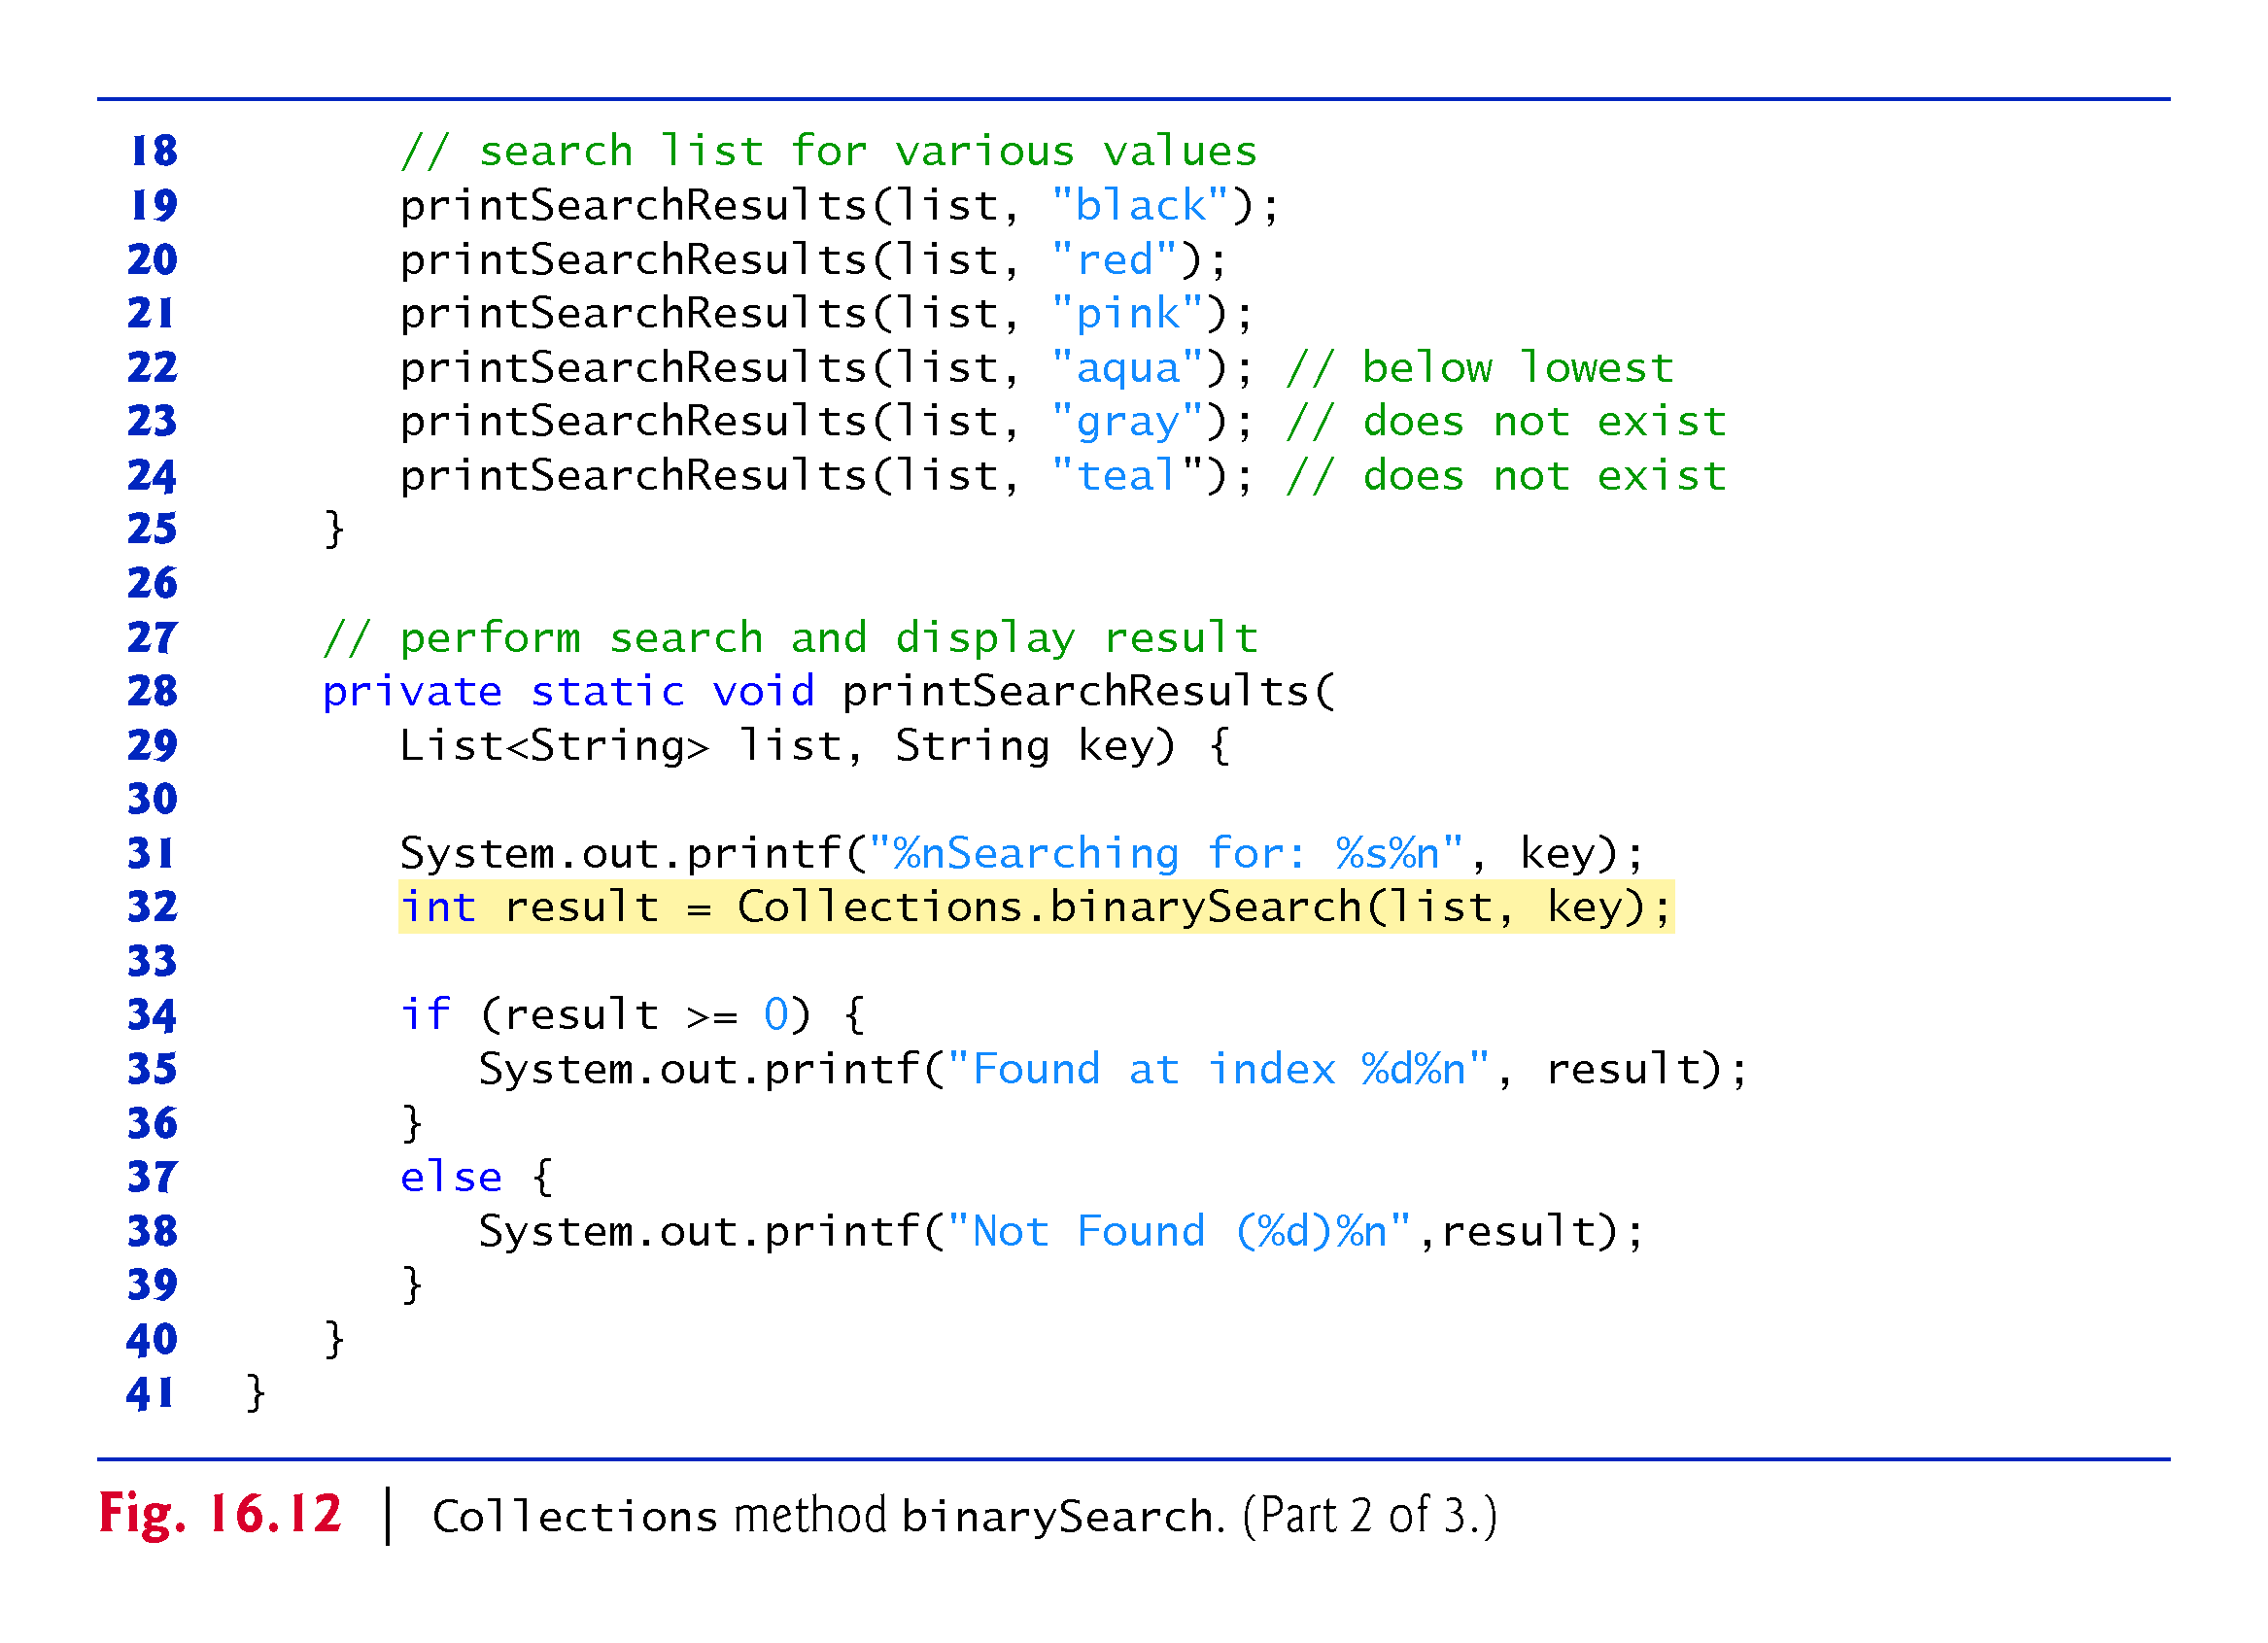 18 // search list for various values
19 printSearchResults(list, "black");
20 printSearchResults(list, "red");
21 printSearchResults(list, "pink");
22 printSearchResults(list, "aqua"); // below lowest
23 printSearchResults(list, "gray"); // does not exist
24 printSearchResults(list, "teal"); // does not exist
25 }
26
27 // perform search and display result
28 private static void printSearchResults(
29 List<String> list, String key) {
30
31 System.out.printf("%nSearching for: %s%n", key);
32 int result = Collections.binarySearch(list, key);
33
34 if (result >= 0) {
35 System.out.printf("Found at index %d%n", result);
36 }
37 else {
38 System.out.printf("Not Found (%d)%n",result);
39 }
40 }
41 }
Fig. 16.12 | Collections method binarySearch. (Part 2 of 3.)